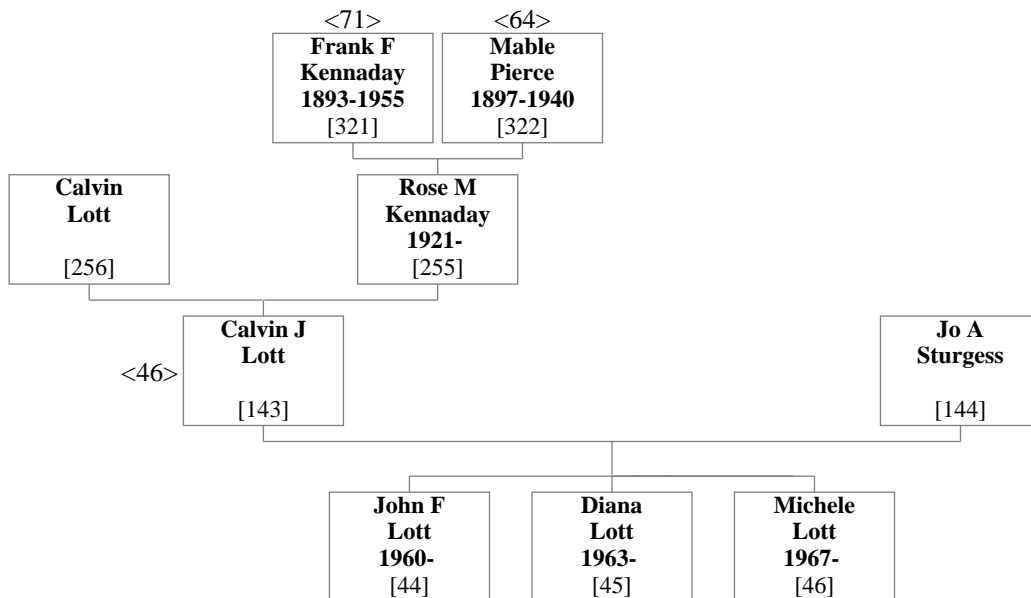 <71>
<64>
Frank F
Kennaday
1893-1955
[321]
Mable
Pierce
1897-1940
[322]
Calvin
Lott
[256]
Rose M
Kennaday
1921-
[255]
<46>
Calvin J
Lott
[143]
Jo A
Sturgess
[144]
John F
Lott
1960-
[44]
Diana
Lott
1963-
[45]
Michele
Lott
1967-
[46]